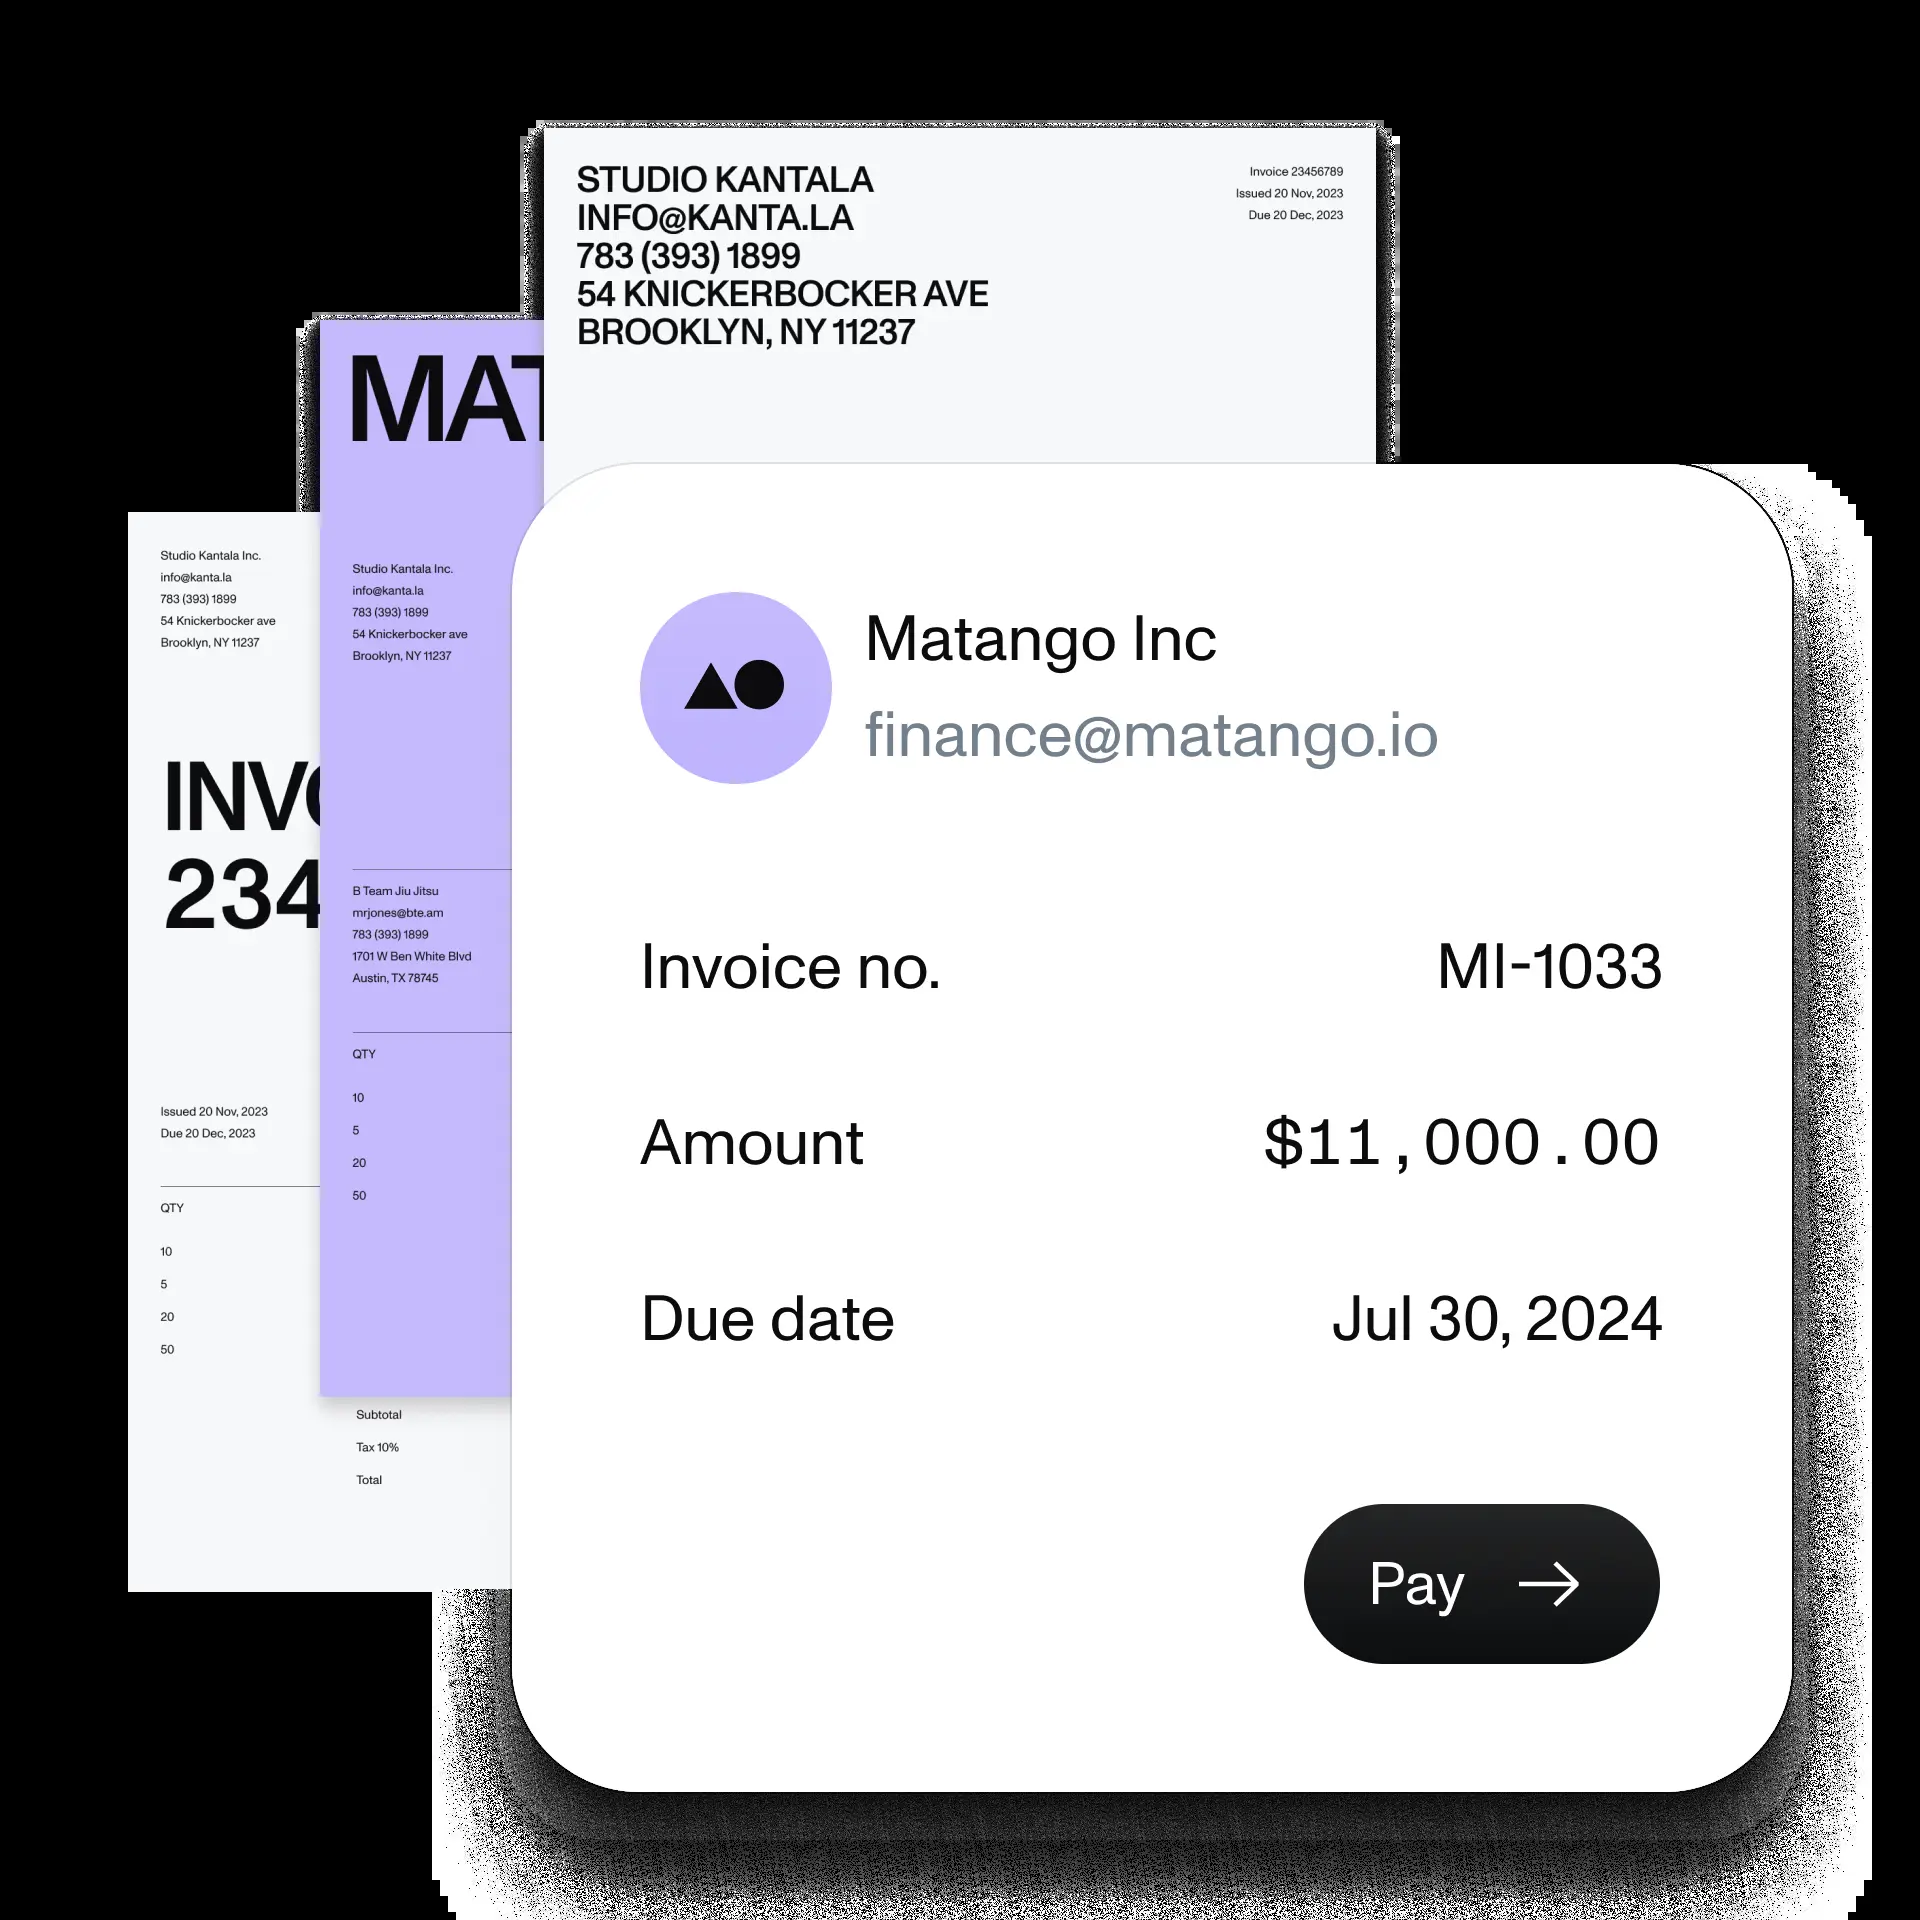 STUDIO KANTALA
INFO@KANTA.LA
783 (393) 1899
54 KNICKERBOCKER AVE
BROOKLYN, NY 11237
Invoice 23456789
Issued 20 Nov, 2023
Due 20 Dec, 2023
MAT
Studio Kantala Inc.
info@kanta.la
783 (393) 1899
54 Knickerbocker ave
Brooklyn, NY 11237
B Team Jiu Jitsu
mrjones@bte.am
783 (393) 1899
1701 W Ben White Blvd
Austin, TX 78745
QTY
10
5
20
50
Studio Kantala Inc.
info@kanta.la
783 (393) 1899
54 Knickerbocker ave
Brooklyn, NY 11237
INVO
234
Issued 20 Nov, 2023
Due 20 Dec, 2023
QTY
10
5
20
50
Subtotal
Tax 10%
Total
Matango Inc
finance@matango.io
Invoice no. MI-1033
Amount $11,000.00
Due date Jul 30, 2024
Pay →